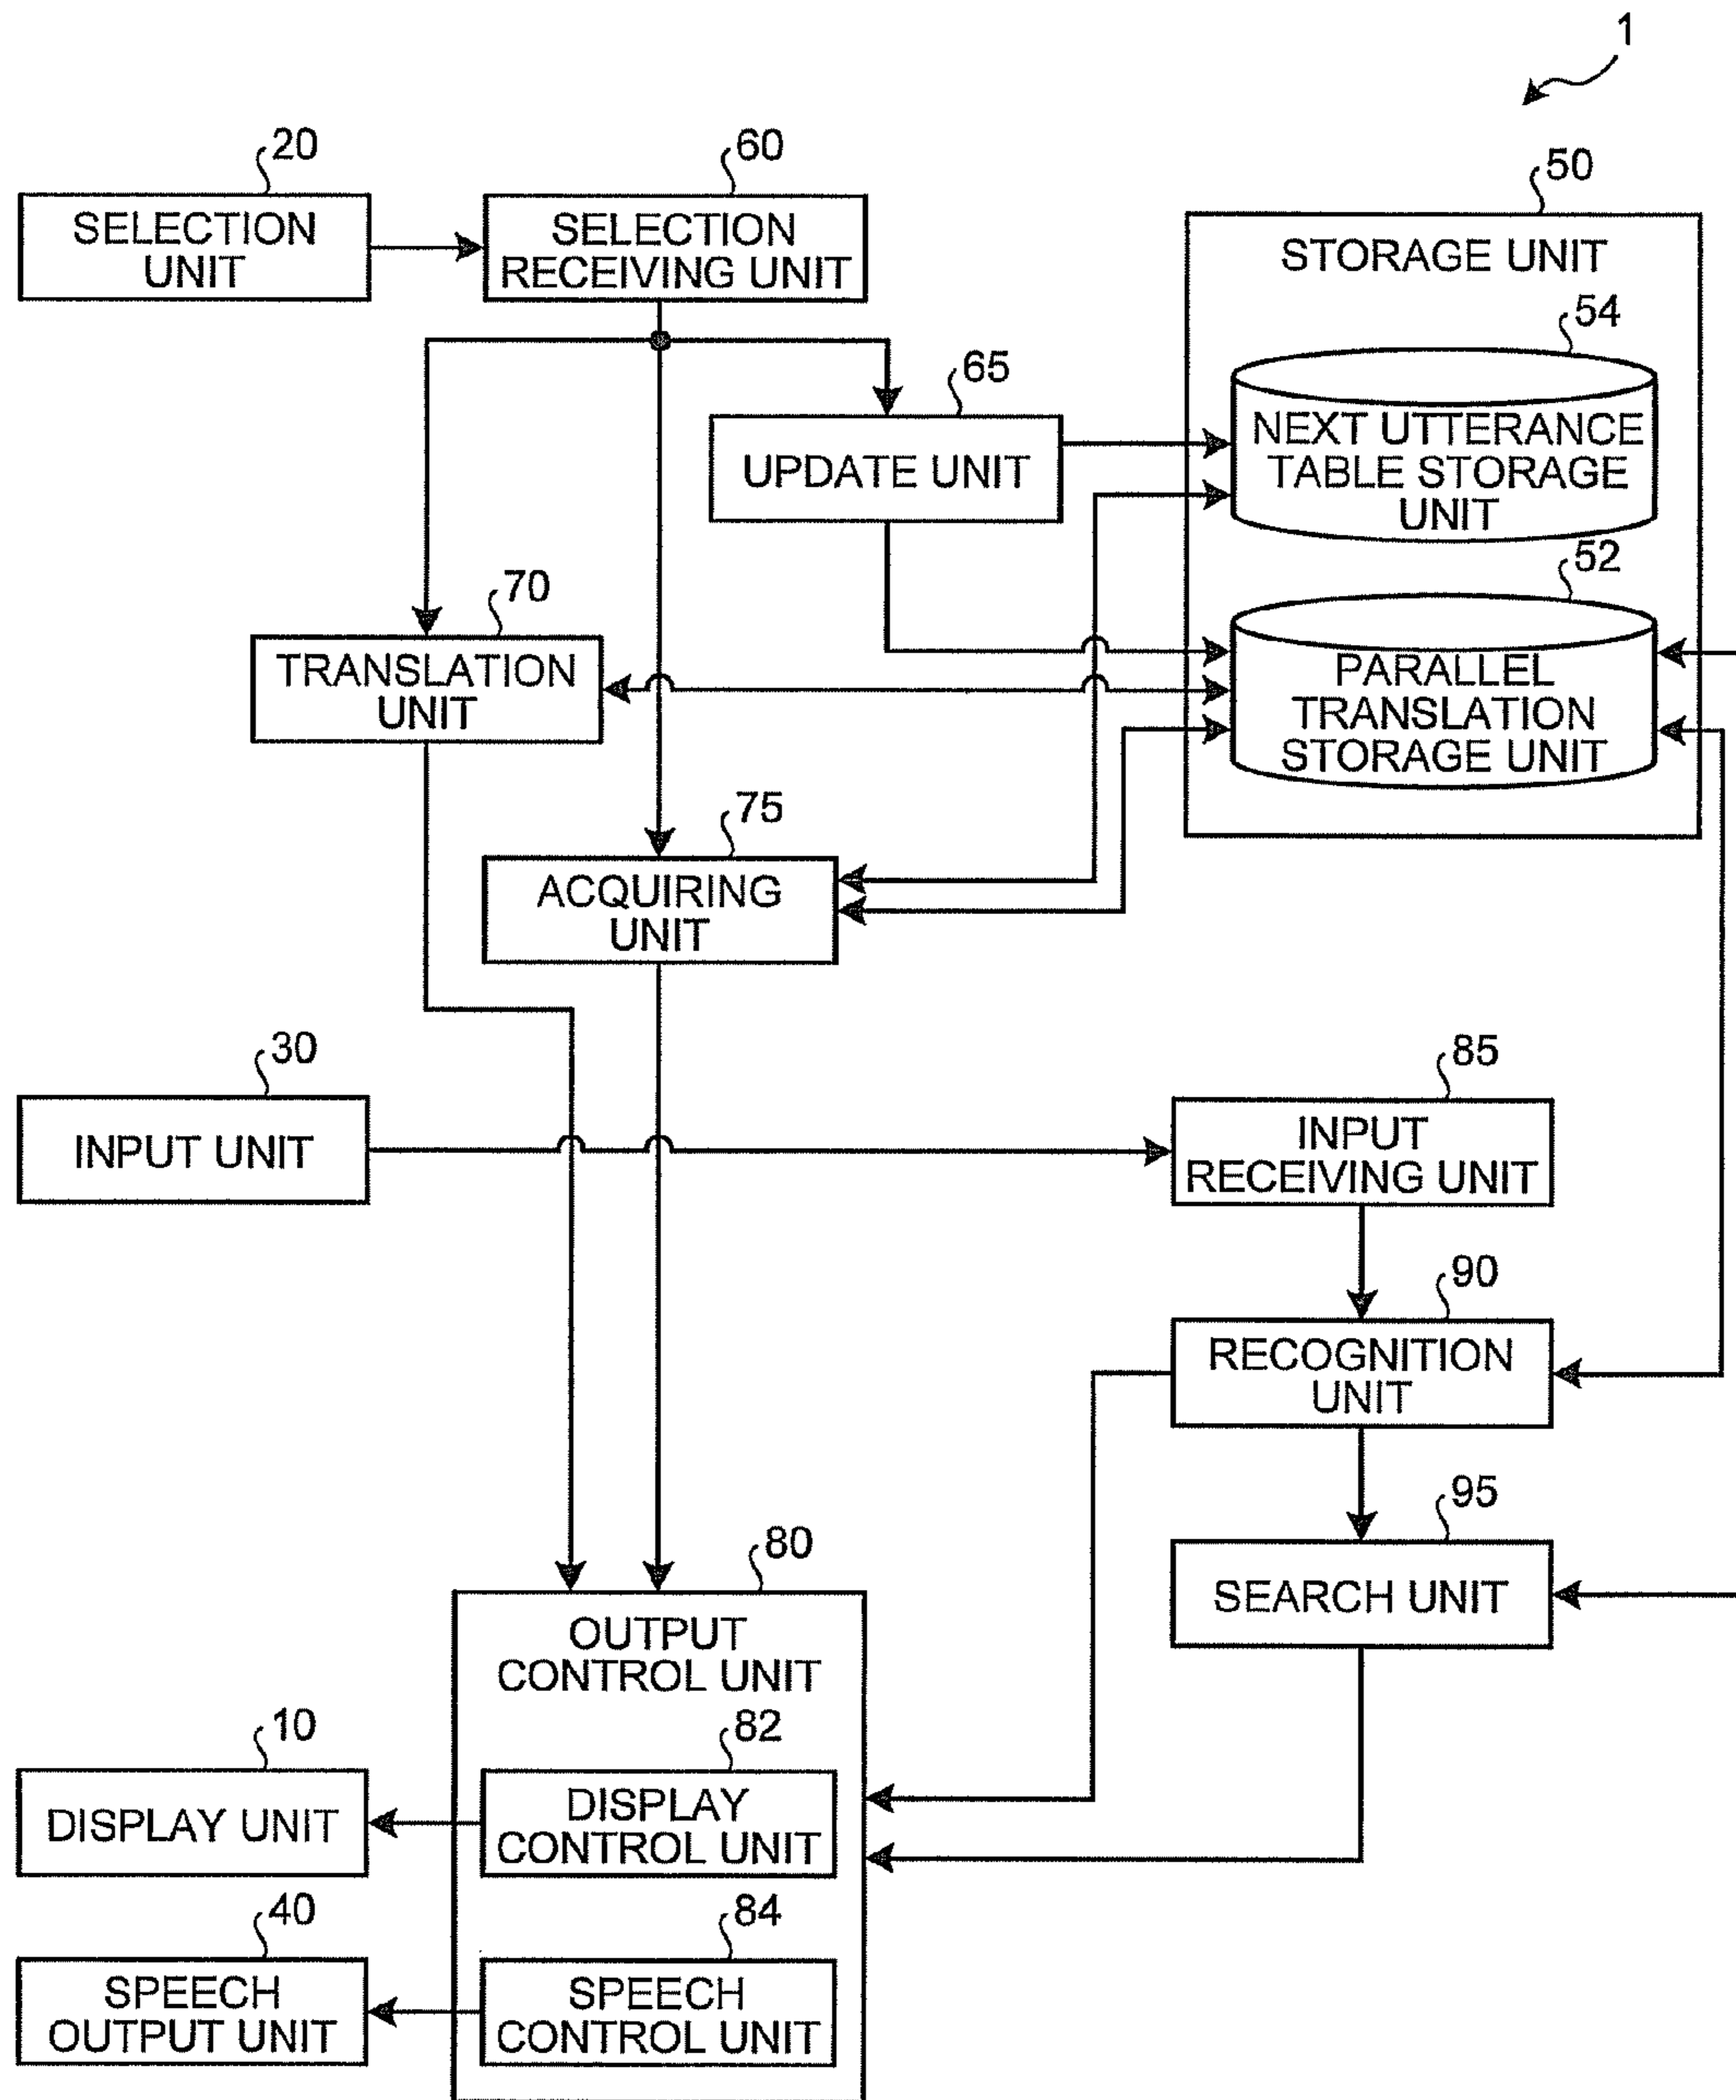 1
20
SELECTION
UNIT
60
SELECTION
RECEIVING UNIT
50
STORAGE UNIT
54
NEXT UTTERANCE
TABLE STORAGE
UNIT
65
UPDATE UNIT
52
PARALLEL
TRANSLATION
STORAGE UNIT
70
TRANSLATION
UNIT
75
ACQUIRING
UNIT
30
INPUT UNIT
85
INPUT
RECEIVING UNIT
90
RECOGNITION
UNIT
95
SEARCH UNIT
80
OUTPUT
CONTROL UNIT
10
DISPLAY UNIT
82
DISPLAY
CONTROL UNIT
40
SPEECH
OUTPUT UNIT
84
SPEECH
CONTROL UNIT